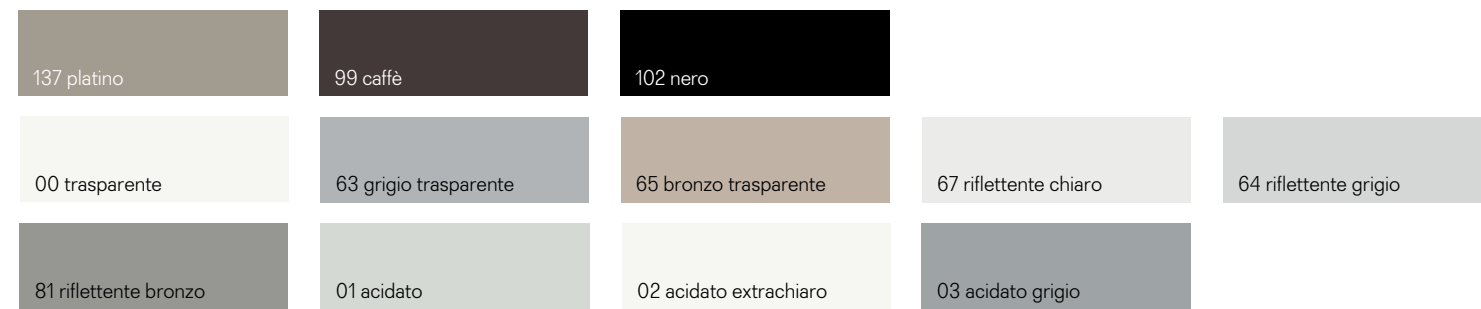 137 platino
99 caffè
102 nero
00 trasparente
63 grigio trasparente
65 bronzo trasparente
67 riflettente chiaro
64 riflettente grigio
81 riflettente bronzo
01 acidato
02 acidato extrachiaro
03 acidato grigio